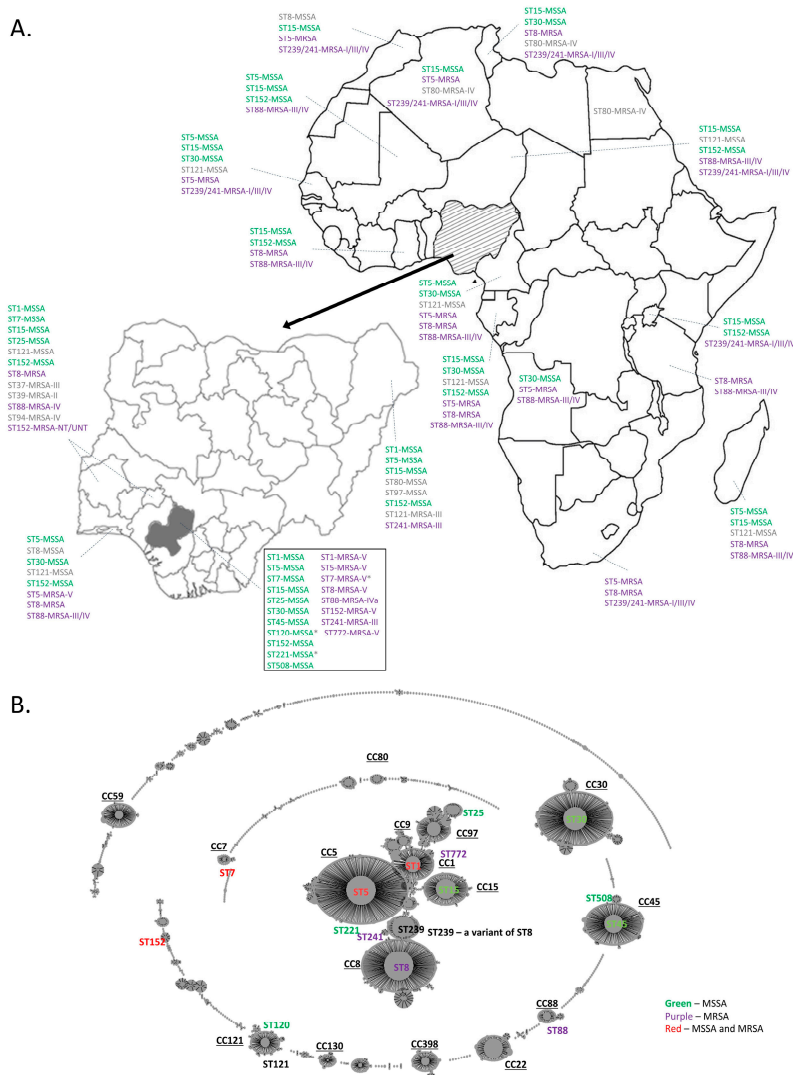 A.
ST8-MSSA
ST15-MSSA
ST5-MRSA
ST239/241-MRSA-I/III/IV
ST15-MSSA
ST30-MSSA
ST8-MRSA
ST80-MRSA-IV
ST239/241-MRSA-I/III/IV
ST15-MSSA
ST5-MRSA
ST80-MRSA-IV
ST239/241-MRSA-I/III/IV
ST5-MSSA
ST15-MSSA
ST152-MSSA
ST88-MRSA-III/IV
ST80-MRSA-IV
ST5-MSSA
ST15-MSSA
ST30-MSSA
ST121-MSSA
ST5-MRSA
ST239/241-MRSA-I/III/IV
ST15-MSSA
ST121-MSSA
ST152-MSSA
ST88-MRSA-III/IV
ST239/241-MRSA-I/III/IV
ST15-MSSA
ST152-MSSA
ST8-MRSA
ST88-MRSA-III/IV
ST5-MSSA
ST30-MSSA
ST121-MSSA
ST5-MRSA
ST8-MRSA
ST88-MRSA-III/IV
ST15-MSSA
ST152-MSSA
ST239/241-MRSA-I/III/IV
ST15-MSSA
ST30-MSSA
ST121-MSSA
ST152-MSSA
ST5-MRSA
ST8-MRSA
ST88-MRSA-III/IV
ST30-MSSA
ST5-MRSA
ST88-MRSA-III/IV
ST8-MRSA
ST88-MRSA-III/IV
ST5-MSSA
ST15-MSSA
ST121-MSSA
ST8-MRSA
ST88-MRSA-III/IV
ST5-MRSA
ST8-MRSA
ST239/241-MRSA-I/III/IV
ST1-MSSA
ST7-MSSA
ST15-MSSA
ST25-MSSA
ST121-MSSA
ST152-MSSA
ST8-MRSA
ST37-MRSA-III
ST39-MRSA-II
ST88-MRSA-IV
ST94-MRSA-IV
ST152-MRSA-NT/UNT
ST1-MSSA
ST5-MSSA
ST15-MSSA
ST80-MSSA
ST97-MSSA
ST152-MSSA
ST121-MRSA-III
ST241-MRSA-III
ST5-MSSA
ST8-MSSA
ST30-MSSA
ST121-MSSA
ST152-MSSA
ST5-MRSA-V
ST8-MRSA
ST88-MRSA-III/IV
ST1-MSSA ST1-MRSA-V
ST5-MSSA ST5-MRSA-V
ST7-MSSA ST7-MRSA-V*
ST15-MSSA ST8-MRSA-V
ST25-MSSA ST88-MRSA-IVa
ST30-MSSA ST152-MRSA-V
ST45-MSSA ST241-MRSA-III
ST120-MSSA* ST772-MRSA-V
ST152-MSSA
ST221-MSSA*
ST508-MSSA
B.
CC80
CC59
CC30
ST30
ST25
CC9
CC97
CC7
ST7
ST772
CC5
ST1
CC1
ST5
ST15
CC15
ST508
CC45
ST45
ST221
ST241
ST239
ST239 – a variant of ST8
ST152
CC8
ST8
CC88
ST88
ST120
CC121
ST121
CC130
CC398
CC22
Green – MSSA
Purple – MRSA
Red – MSSA and MRSA